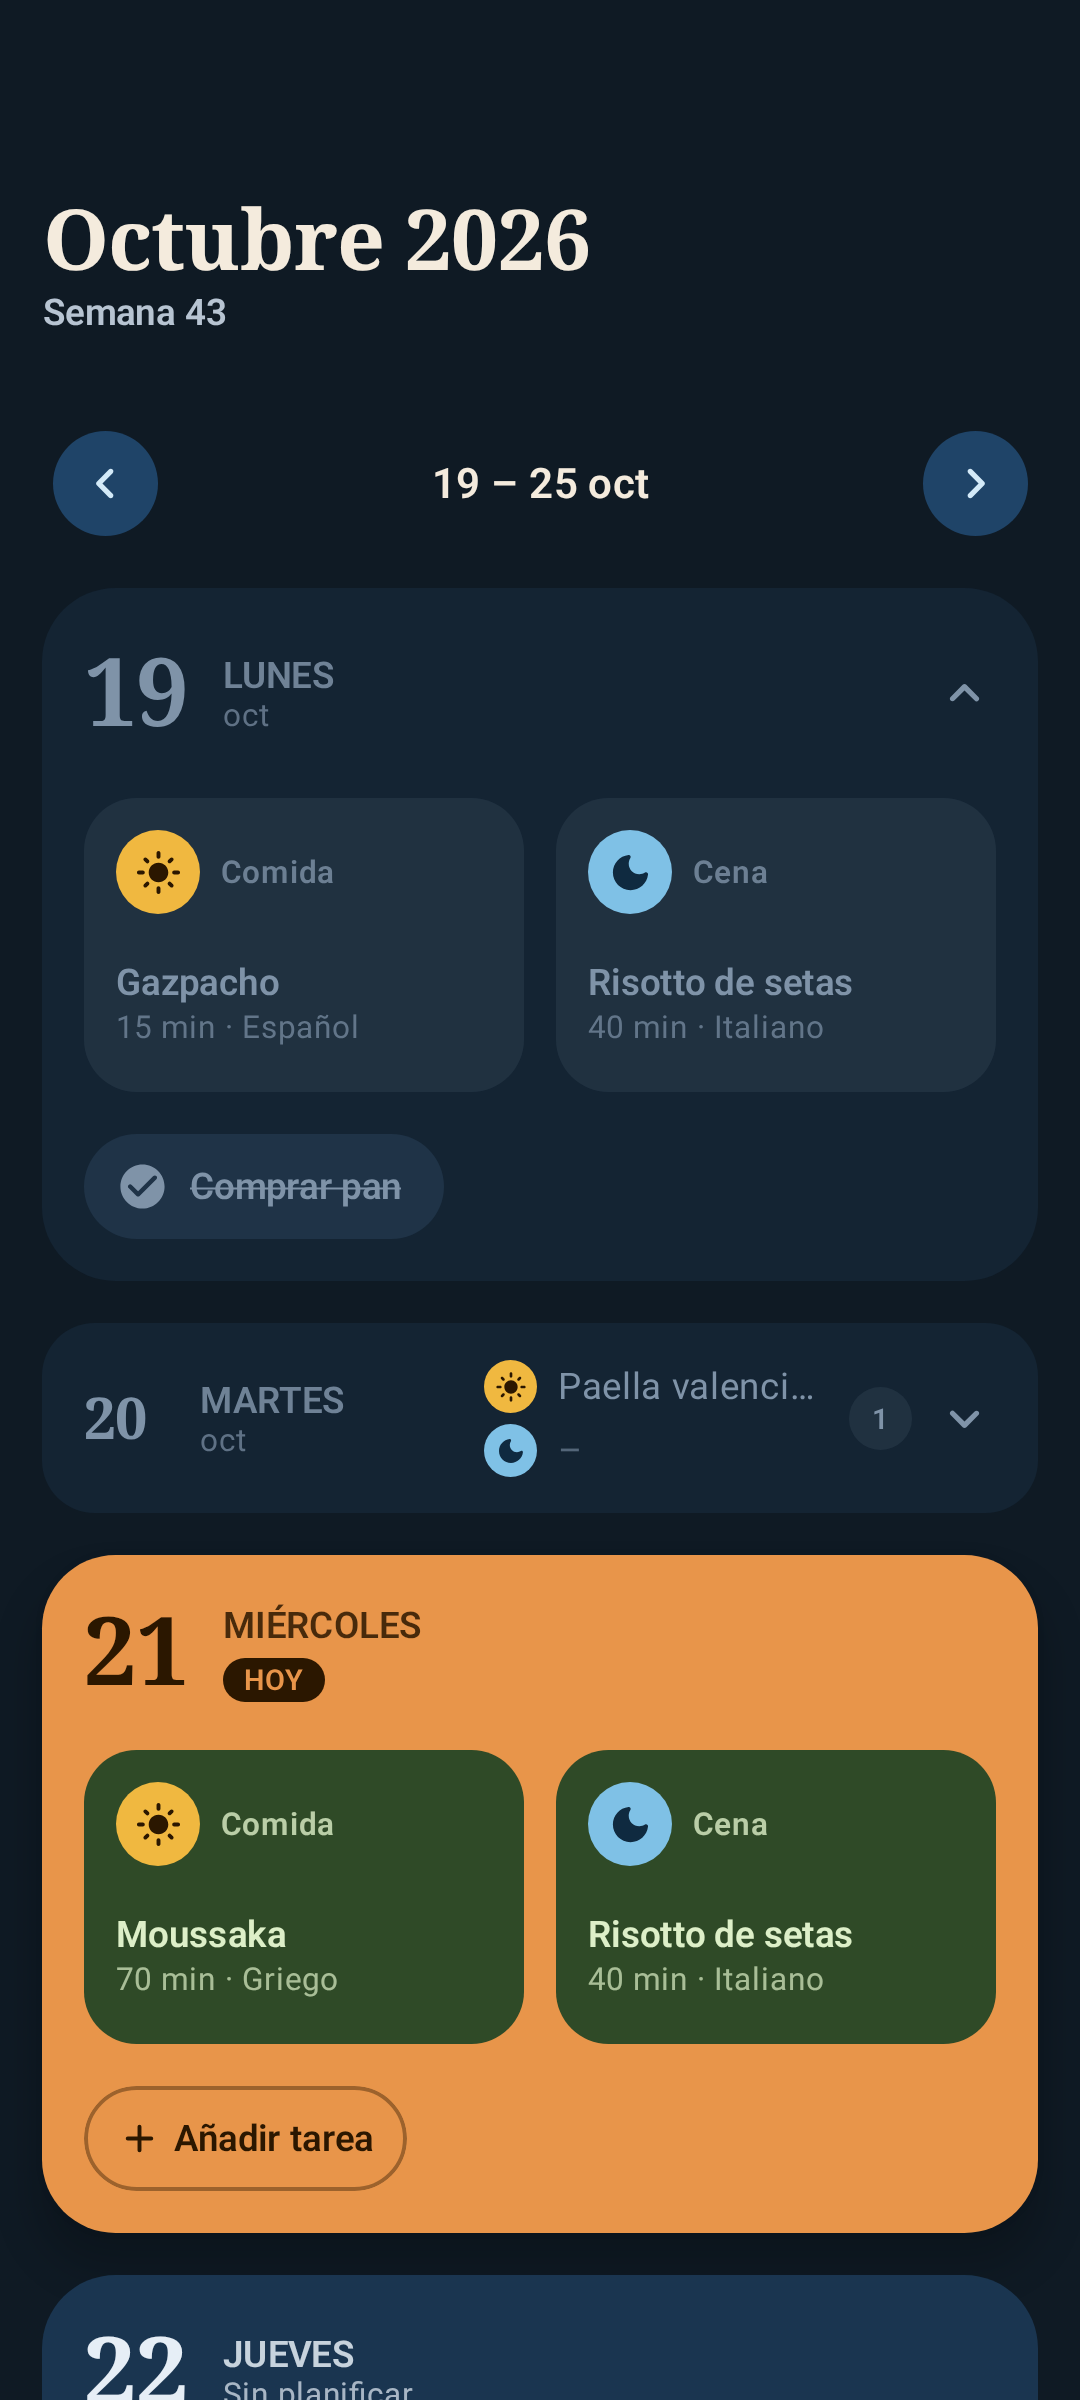 Octubre 2026
Semana 43
19 – 25 oct
19
LUNES
oct
Comida
Gazpacho
15 min · Español
Cena
Risotto de setas
40 min · Italiano
Comprar pan
20
MARTES
oct
Paella valenci…
–
1
21
MIÉRCOLES
HOY
Comida
Moussaka
70 min · Griego
Cena
Risotto de setas
40 min · Italiano
Añadir tarea
22
JUEVES
Sin planificar